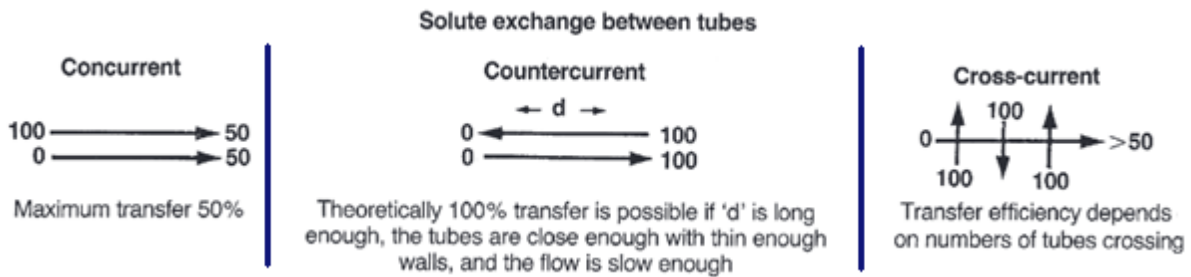 Solute exchange between tubes
Concurrent
100 50
0 50
Maximum transfer 50%
Countercurrent
d
0 100
0 100
Theoretically 100% transfer is possible if 'd' is long
enough, the tubes are close enough with thin enough
walls, and the flow is slow enough
Cross-current
100
0 >50
100 100
Transfer efficiency depends
on numbers of tubes crossing